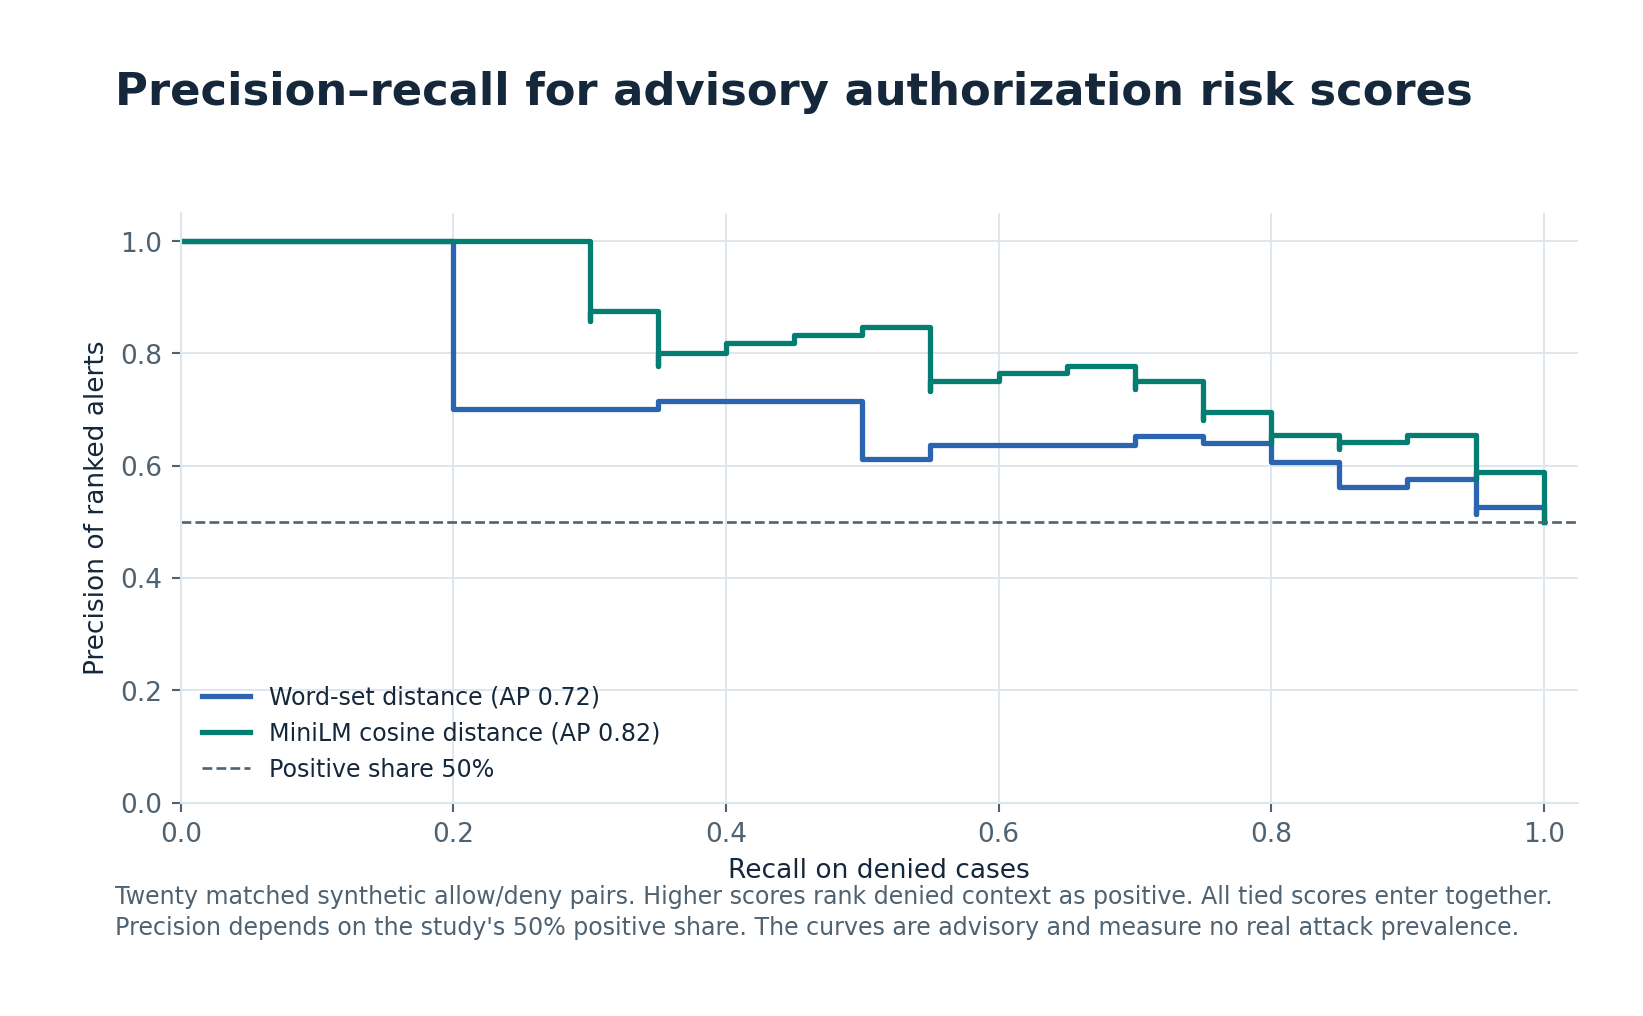 Precision–recall for advisory authorization risk scores
Precision of ranked alerts
1.0
0.8
0.6
0.4
0.2
0.0
Word-set distance (AP 0.72)
MiniLM cosine distance (AP 0.82)
Positive share 50%
0.0 0.2 0.4 0.6 0.8 1.0
Recall on denied cases
Twenty matched synthetic allow/deny pairs. Higher scores rank denied context as positive. All tied scores enter together.
Precision depends on the study's 50% positive share. The curves are advisory and measure no real attack prevalence.